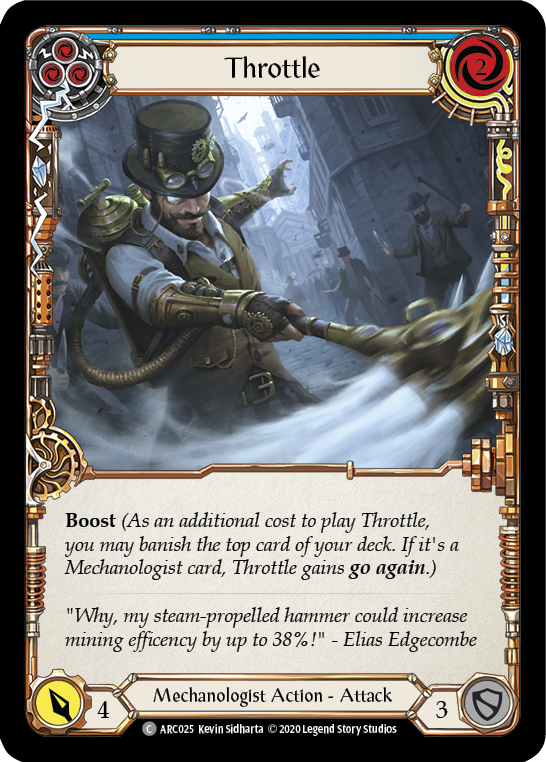 Throttle
2
Boost (As an additional cost to play Throttle,
you may banish the top card of your deck. If it's a
Mechanologist card, Throttle gains go again.)
"Why, my steam-propelled hammer could increase
mining efficency by up to 38%!" - Elias Edgecombe
4
Mechanologist Action - Attack
3
C ARC025 Kevin Sidharta © 2020 Legend Story Studios